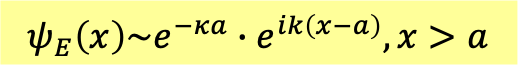 ψ_E(x)~e^{−κa} · e^{ik(x−a)}, x > a